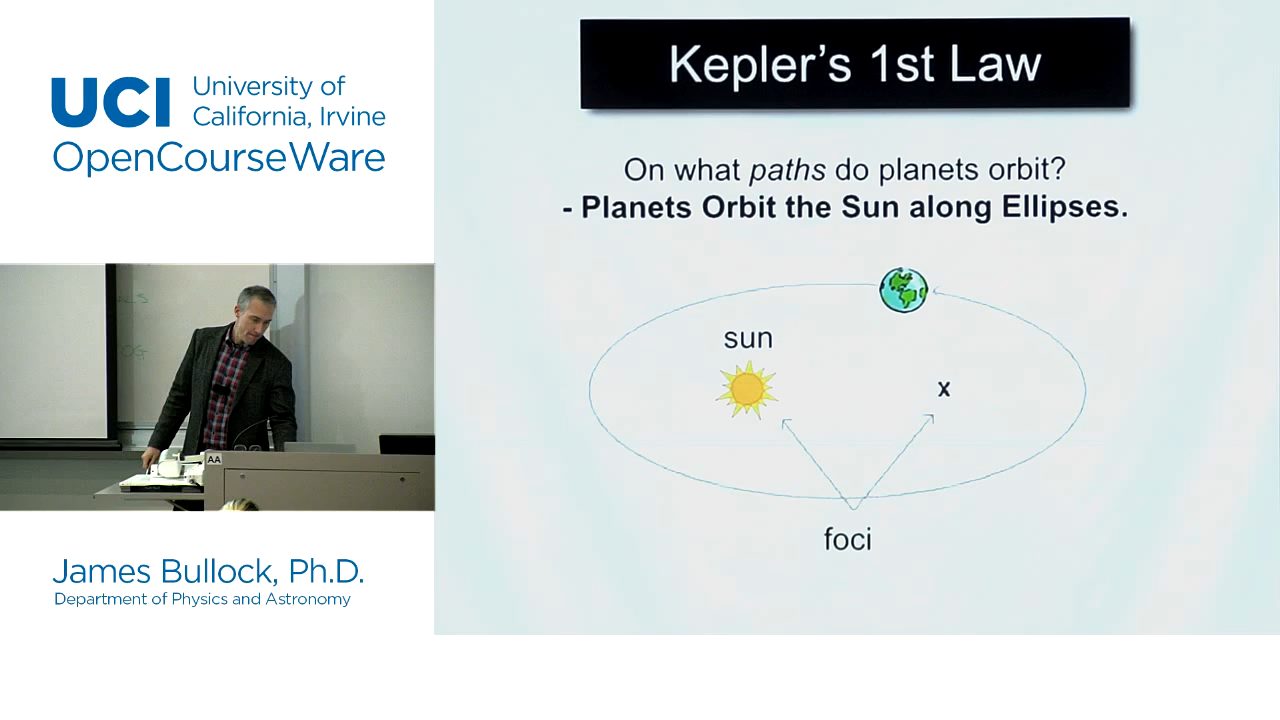 UCI University of
California, Irvine
OpenCourseWare
AA
James Bullock, Ph.D.
Department of Physics and Astronomy
Kepler's 1st Law
On what paths do planets orbit?
- Planets Orbit the Sun along Ellipses.
sun
x
foci